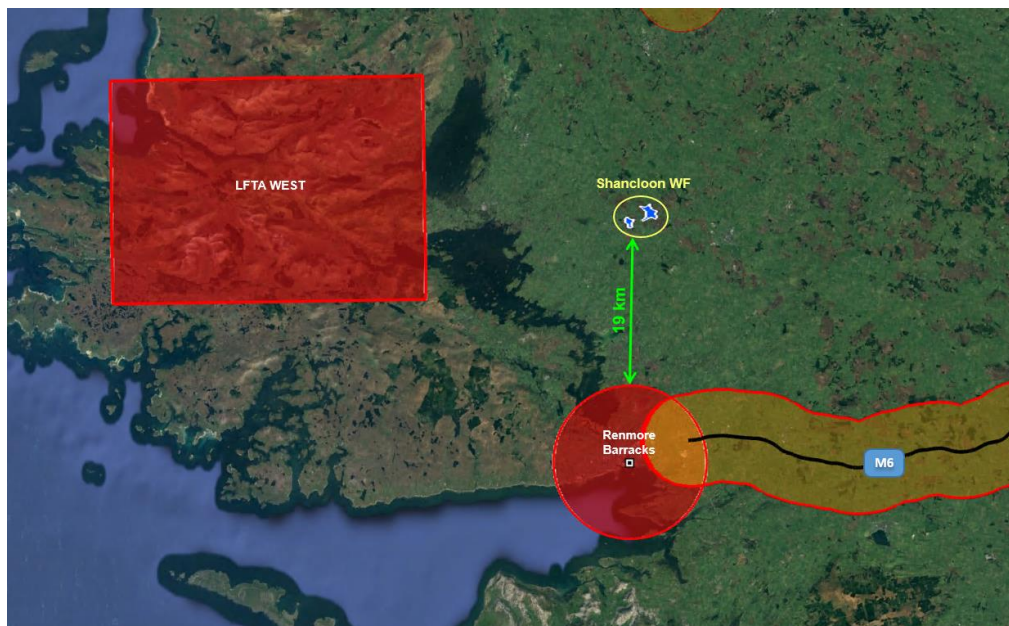 Shancloon WF
LFTA WEST
19 km
Renmore
Barracks
M6